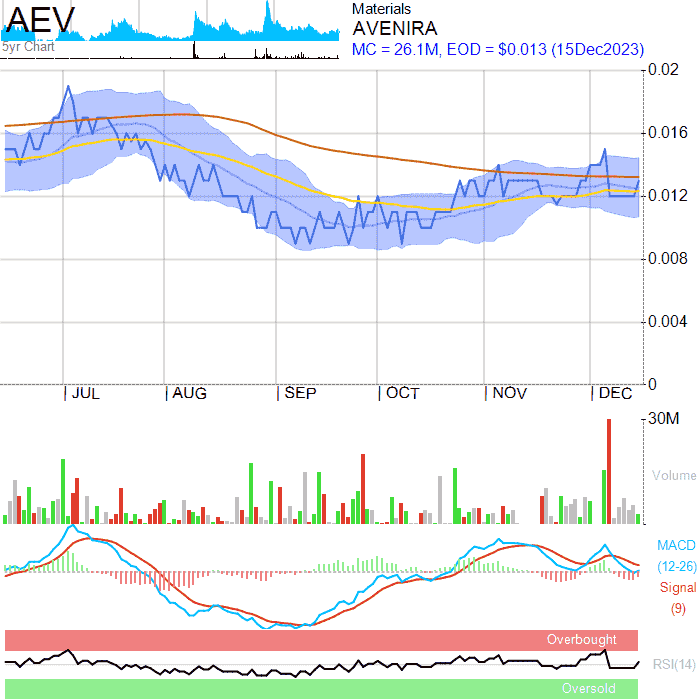 AEV
5yr Chart
Materials
AVENIRA
MC = 26.1M, EOD = $0.013 (15Dec2023)
0.02
0.016
0.012
0.008
0.004
0
JUL AUG SEP OCT NOV DEC
30M
Volume
MACD
(12-26)
Signal
(9)
Overbought
RSI(14)
Oversold